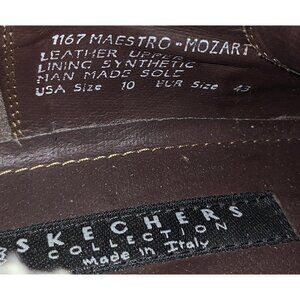 1167 MAESTRO - MOZART
LEATHER UPPER
LINING SYNTHETIC
MAN MADE SOLE
USA Size 10 EUR Size 43
SKECHERS
COLLECTION
made in Italy